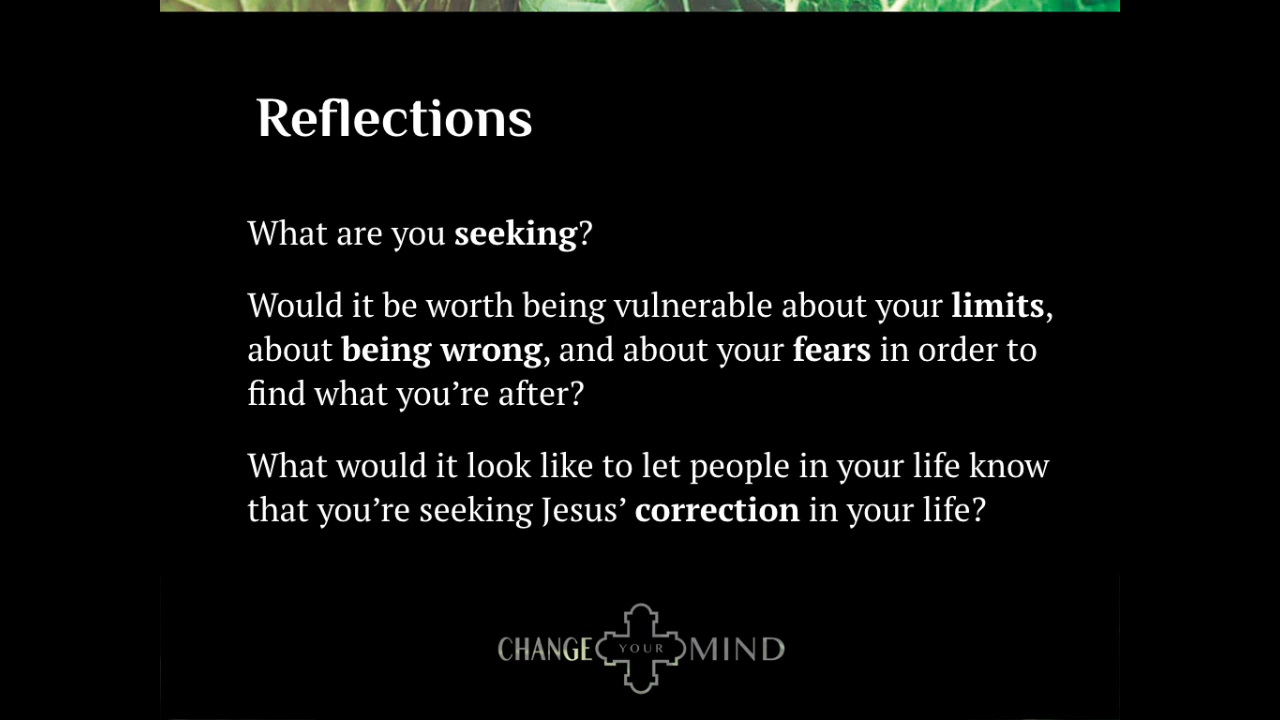 Reflections
What are you seeking?
Would it be worth being vulnerable about your limits,
about being wrong, and about your fears in order to
find what you’re after?
What would it look like to let people in your life know
that you’re seeking Jesus’ correction in your life?
CHANGE YOUR MIND